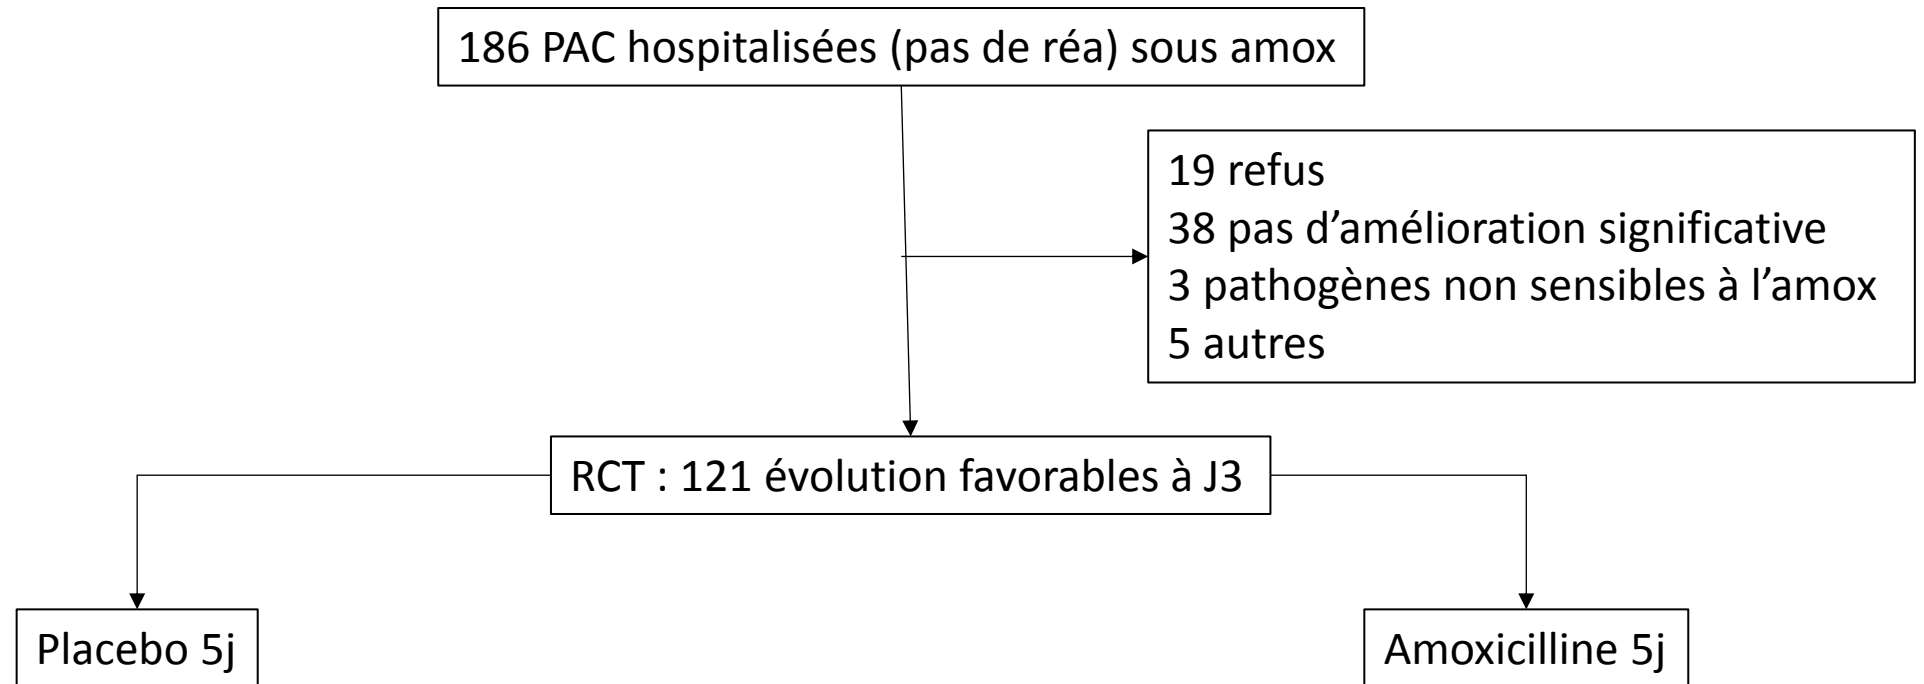 186 PAC hospitalisées (pas de réa) sous amox
19 refus
38 pas d’amélioration significative
3 pathogènes non sensibles à l’amox
5 autres
RCT : 121 évolution favorables à J3
Placebo 5j
Amoxicilline 5j